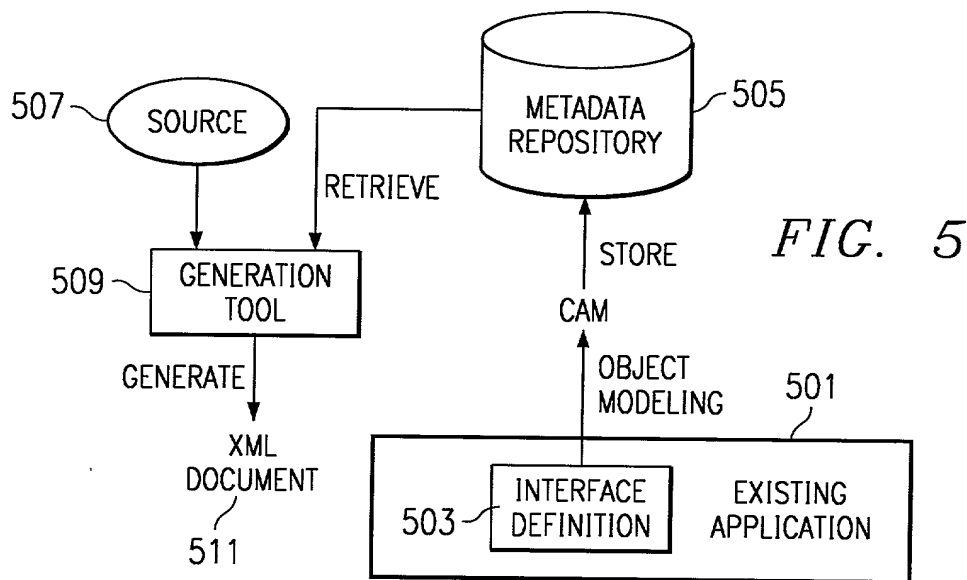 507
SOURCE
METADATA
REPOSITORY
505
RETRIEVE
509
GENERATION
TOOL
STORE
FIG. 5
CAM
GENERATE
OBJECT
MODELING
501
XML
DOCUMENT
511
503
INTERFACE
DEFINITION
EXISTING
APPLICATION